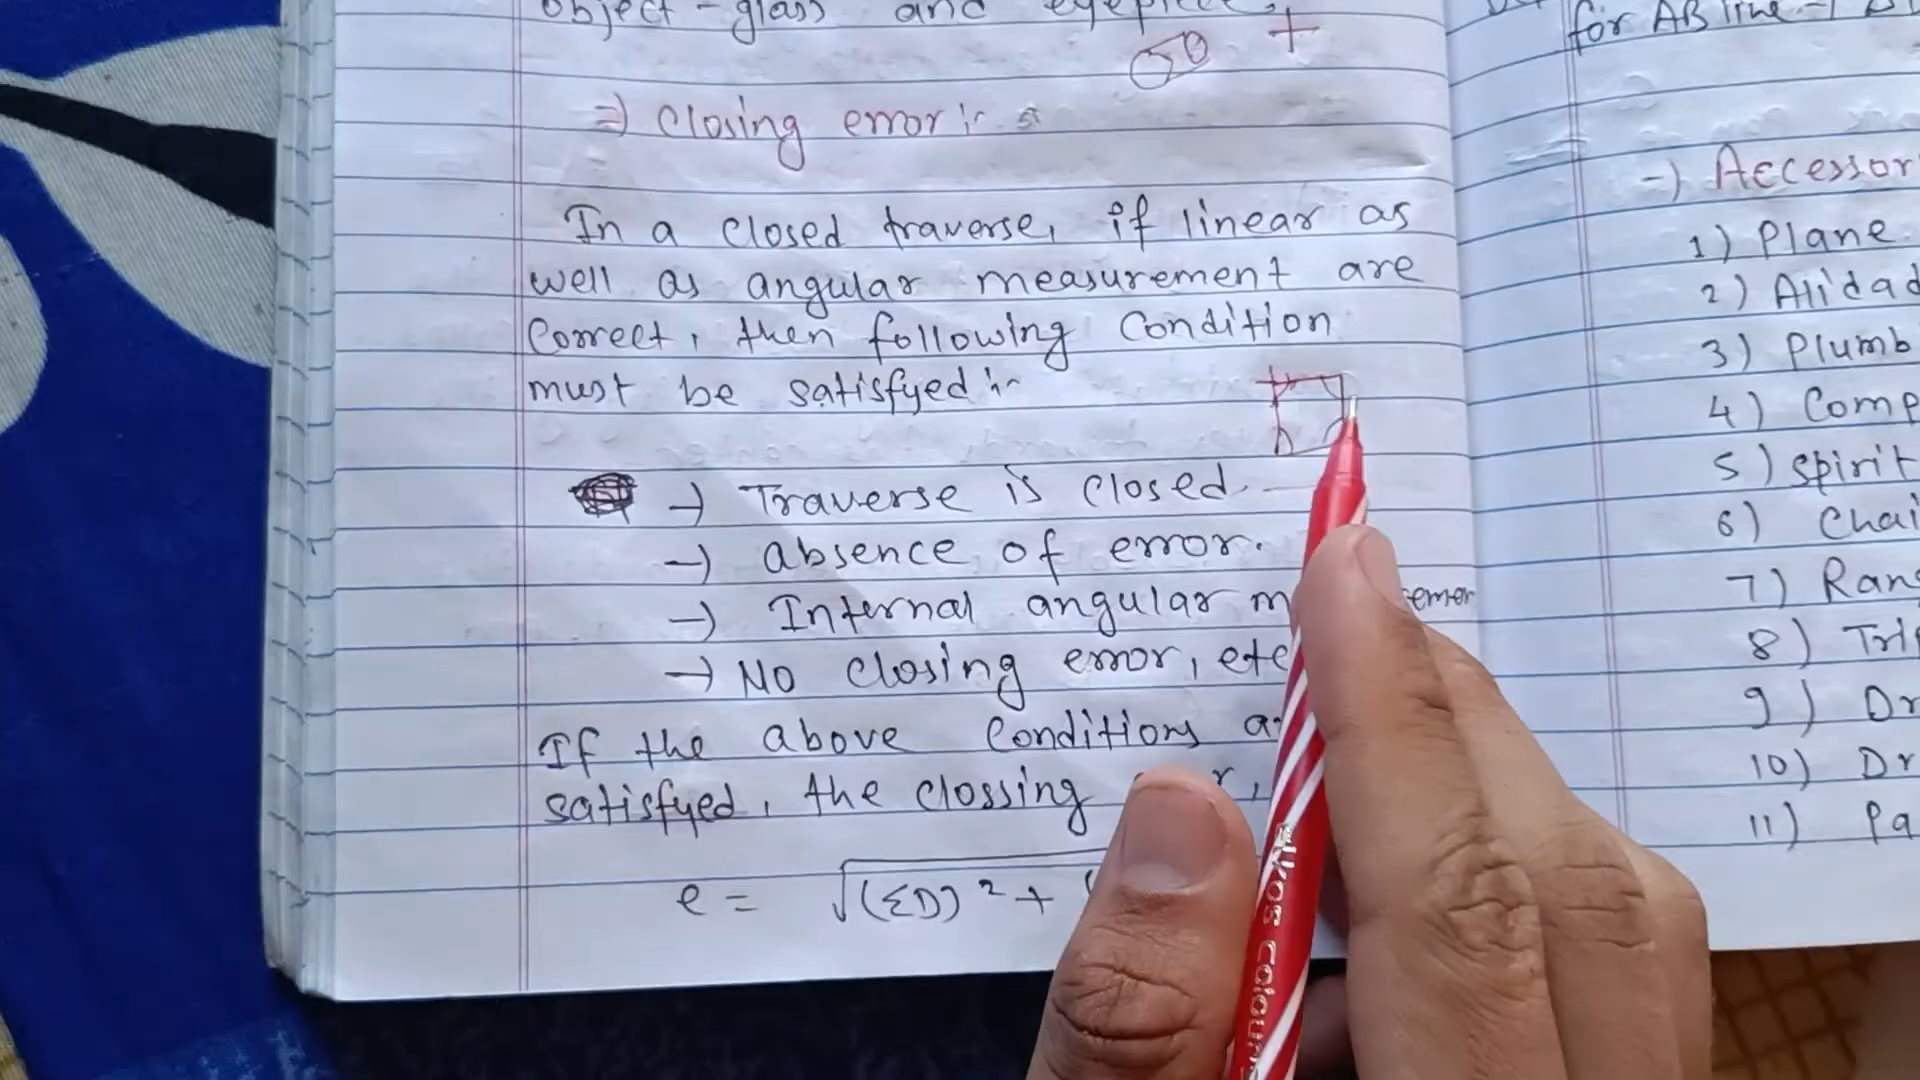 object-glass and eyepiece.
=) Closing error :-
In a closed traverse, if linear as
well as angular measurement are
Correct, then following Condition
must be satisfyed :-
-) Traverse is closed.
-) absence of error.
-) Internal angular
-) No closing error, etc
If the above Conditions
satisfyed, the clossing
e = √(ΣD)² +
for AB line
-) Accessor
1) Plane
2) Alidad
3) Plumb
4) Comp
5) Spirit
6) Chai
7) Ran
8) Tri
9) Dr
10) Dr
11) Pa